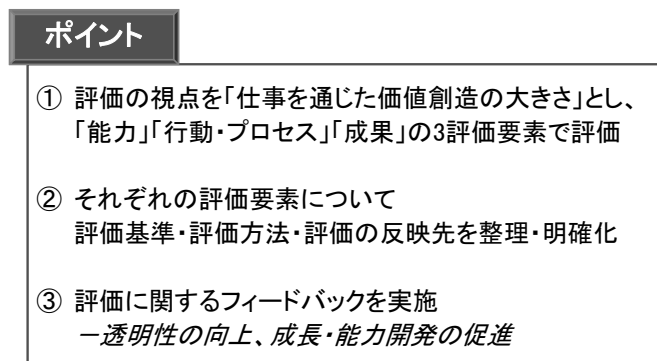 ポイント
① 評価の視点を「仕事を通じた価値創造の大きさ」とし、
「能力」「行動・プロセス」「成果」の3評価要素で評価
② それぞれの評価要素について
評価基準・評価方法・評価の反映先を整理・明確化
③ 評価に関するフィードバックを実施
－透明性の向上、成長・能力開発の促進